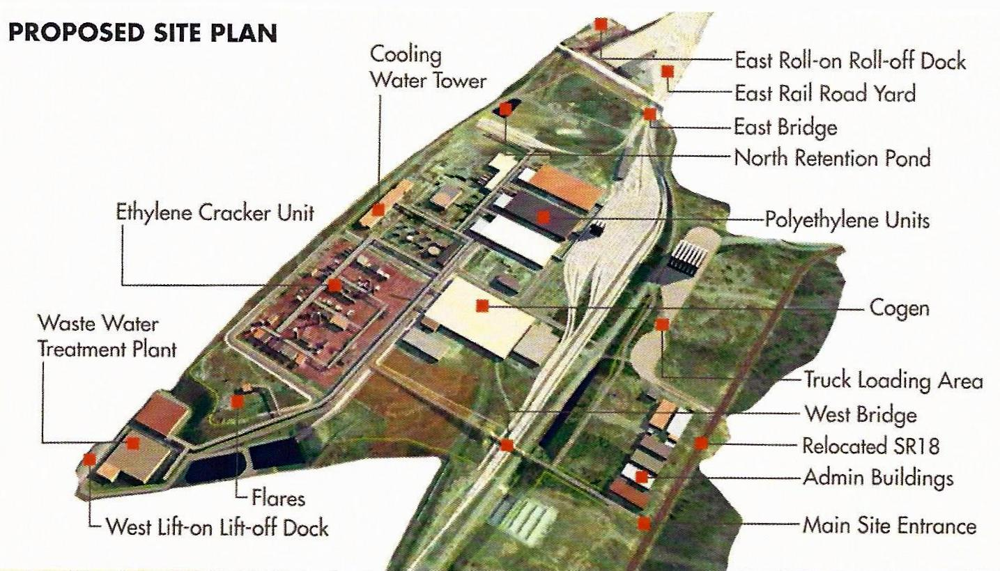 PROPOSED SITE PLAN
Cooling
Water Tower
East Roll-on Roll-off Dock
East Rail Road Yard
East Bridge
North Retention Pond
Ethylene Cracker Unit
Polyethylene Units
Cogen
Waste Water
Treatment Plant
Truck Loading Area
West Bridge
Relocated SR18
Admin Buildings
Flares
West Lift-on Lift-off Dock
Main Site Entrance